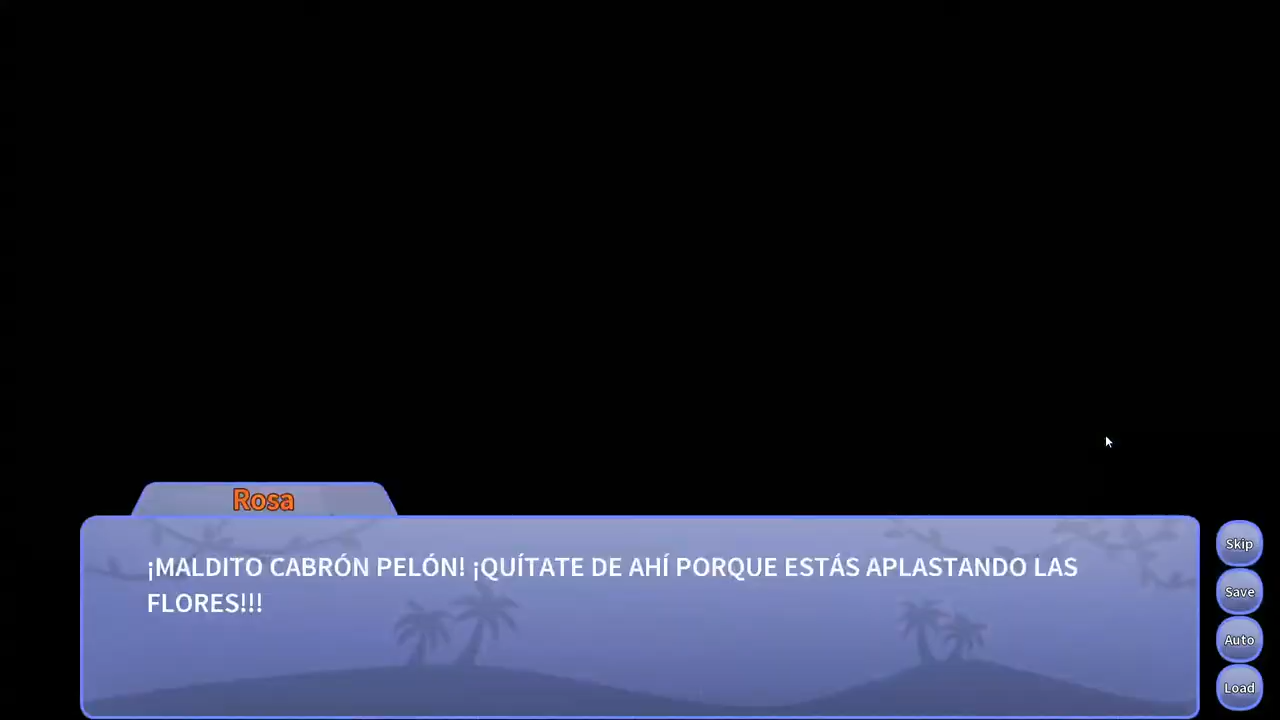 Rosa
¡MALDITO CABRÓN PELÓN! ¡QUÍTATE DE AHÍ PORQUE ESTÁS APLASTANDO LAS
FLORES!!!
Skip
Save
Auto
Load